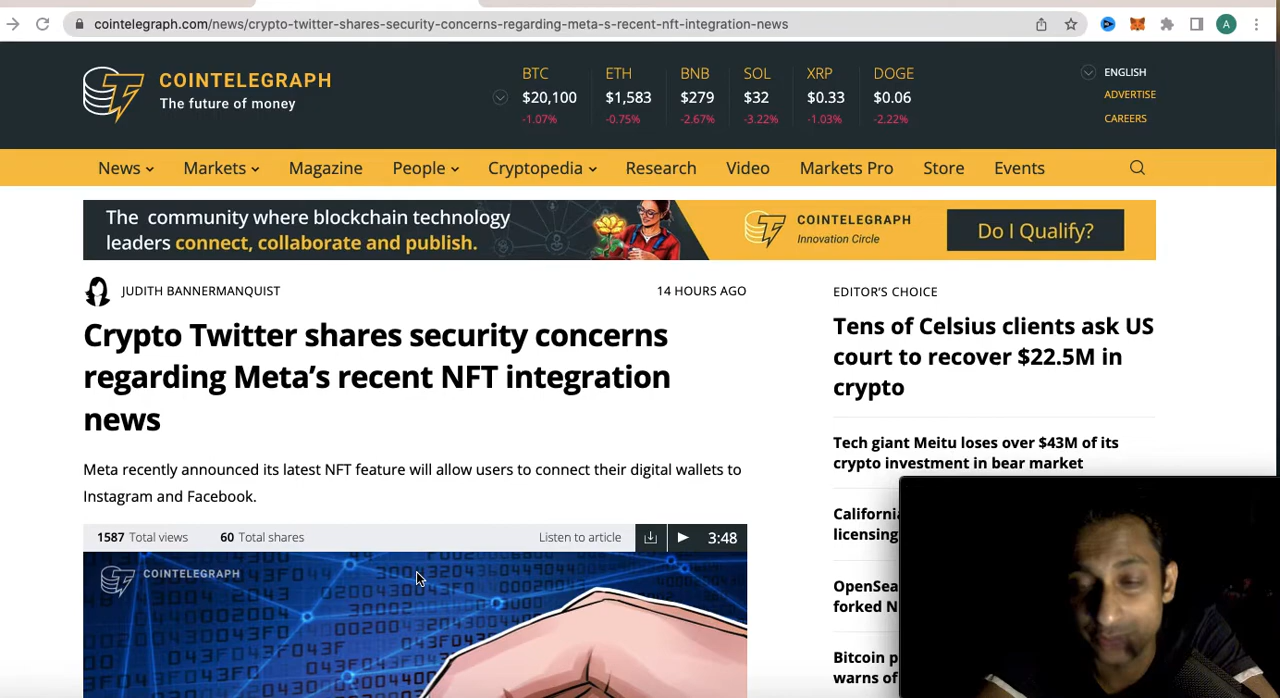 cointelegraph.com/news/crypto-twitter-shares-security-concerns-regarding-meta-s-recent-nft-integration-news
A
COINTELEGRAPH
The future of money
BTC ETH BNB SOL XRP DOGE
$20,100 $1,583 $279 $32 $0.33 $0.06
-1.07% -0.75% -2.67% -3.22% -1.03% -2.22%
ENGLISH
ADVERTISE
CAREERS
News Markets Magazine People Cryptopedia Research Video Markets Pro Store Events
The community where blockchain technology
leaders connect, collaborate and publish.
COINTELEGRAPH
Innovation Circle
Do I Qualify?
JUDITH BANNERMANQUIST 14 HOURS AGO
Crypto Twitter shares security concerns
regarding Meta’s recent NFT integration
news
Meta recently announced its latest NFT feature will allow users to connect their digital wallets to
Instagram and Facebook.
1587 Total views 60 Total shares Listen to article 3:48
COINTELEGRAPH
EDITOR’S CHOICE
Tens of Celsius clients ask US
court to recover $22.5M in
crypto
Tech giant Meitu loses over $43M of its
crypto investment in bear market
California
licensing
OpenSea
forked N
Bitcoin p
warns of